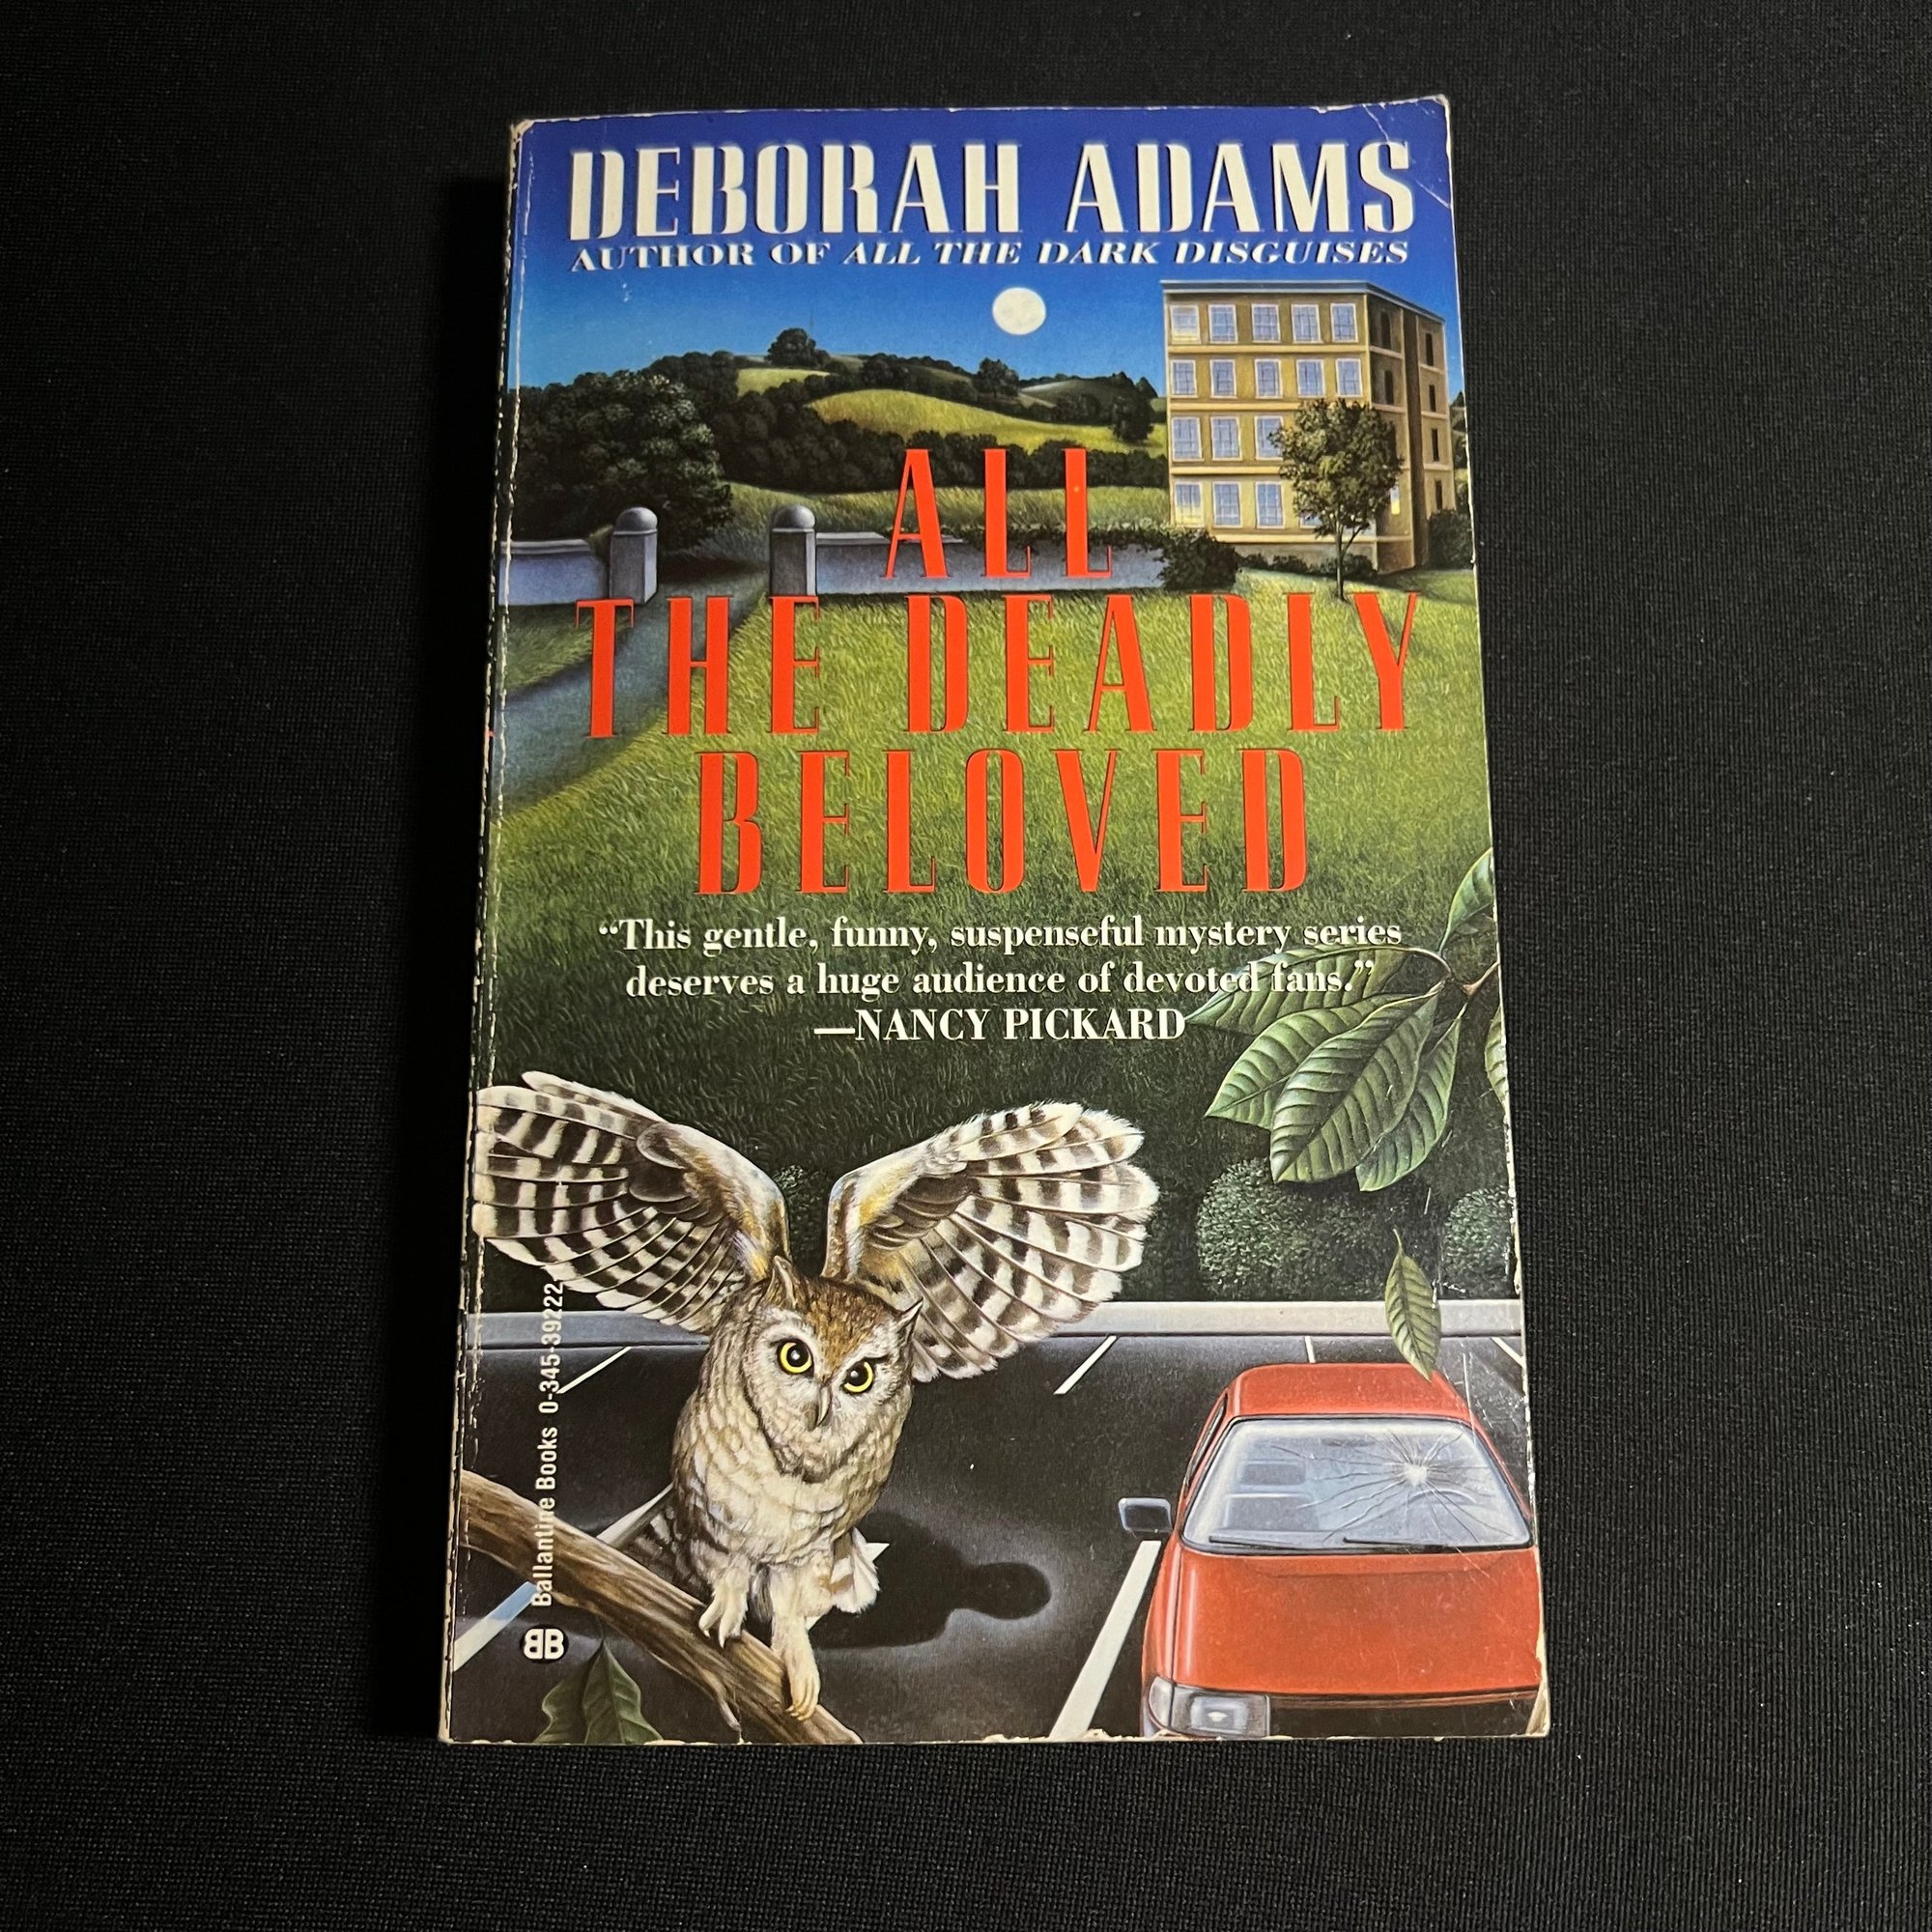 DEBORAH ADAMS
AUTHOR OF ALL THE DARK DISGUISES
ALL
THE DEADLY
BELOVED
“This gentle, funny, suspenseful mystery series
deserves a huge audience of devoted fans.”
—NANCY PICKARD
BB Ballantine Books 0-345-39222